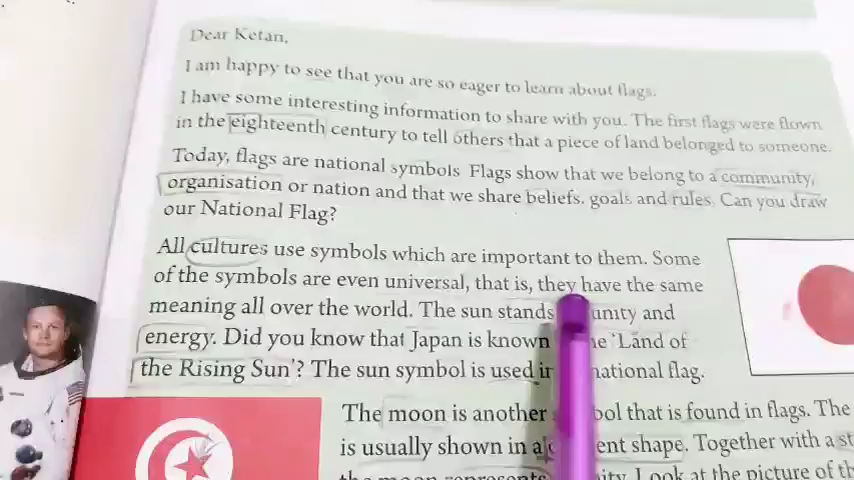 Dear Ketan,
I am happy to see that you are so eager to learn about flags.
I have some interesting information to share with you. The first flags were flown
in the eighteenth century to tell others that a piece of land belonged to someone.
Today, flags are national symbols Flags show that we belong to a community,
organisation or nation and that we share beliefs. goals and rules. Can you draw
our National Flag?
All cultures use symbols which are important to them. Some
of the symbols are even universal, that is, they have the same
meaning all over the world. The sun stands unity and
energy. Did you know that Japan is known 'Land of
the Rising Sun'? The sun symbol is used in national flag.
The moon is another that is found in flags. The
is usually shown in a shape. Together with a
the moon represents Look at the picture of